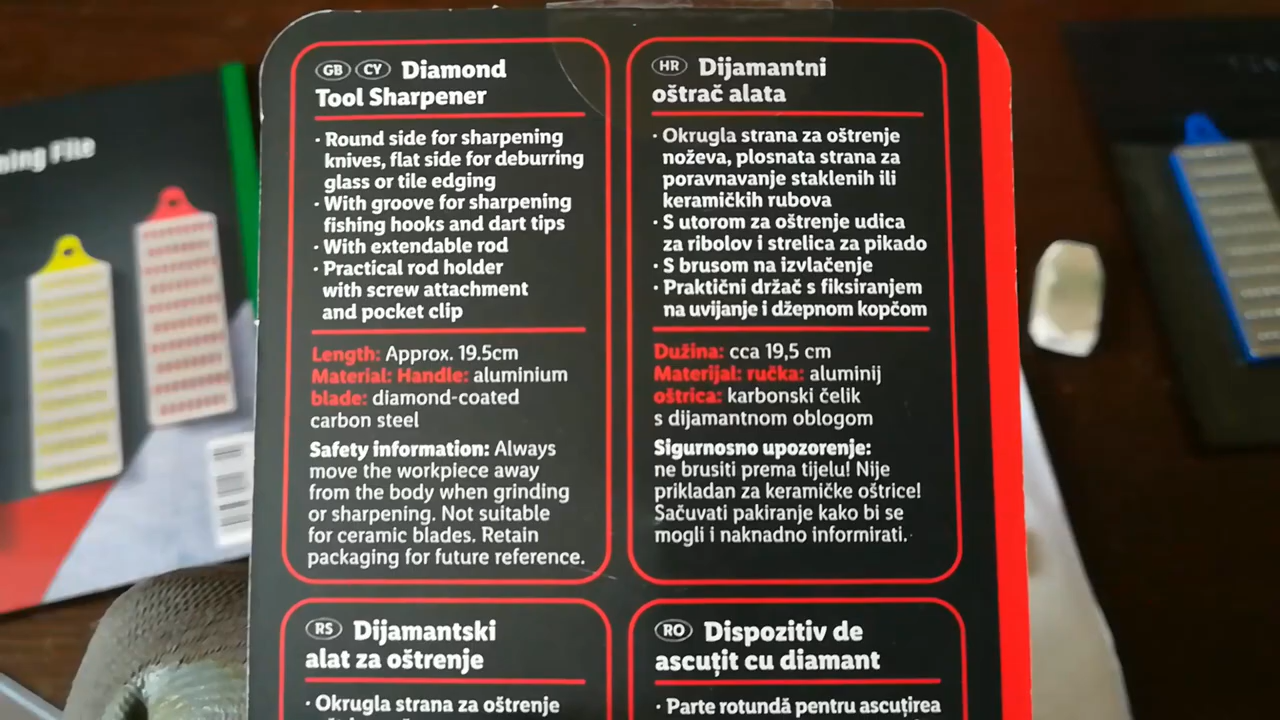 GB CY Diamond
Tool Sharpener
· Round side for sharpening
knives, flat side for deburring
glass or tile edging
· With groove for sharpening
fishing hooks and dart tips
· With extendable rod
· Practical rod holder
with screw attachment
and pocket clip
Length: Approx. 19.5cm
Material: Handle: aluminium
blade: diamond-coated
carbon steel
Safety information: Always
move the workpiece away
from the body when grinding
or sharpening. Not suitable
for ceramic blades. Retain
packaging for future reference.
HR Dijamantni
oštrač alata
· Okrugla strana za oštrenje
noževa, plosnata strana za
poravnavanje staklenih ili
keramičkih rubova
· S utorom za oštrenje udica
za ribolov i strelica za pikado
· S brusom na izvlačenje
· Praktični držač s fiksiranjem
na uvijanje i džepnom kopčom
Dužina: cca 19,5 cm
Materijal: ručka: aluminij
oštrica: karbonski čelik
s dijamantnom oblogom
Sigurnosno upozorenje:
ne brusiti prema tijelu! Nije
prikladan za keramičke oštrice!
Sačuvati pakiranje kako bi se
mogli i naknadno informirati.
RS Dijamantski
alat za oštrenje
· Okrugla strana za oštrenje
RO Dispozitiv de
ascuțit cu diamant
· Parte rotundă pentru ascuțirea
File